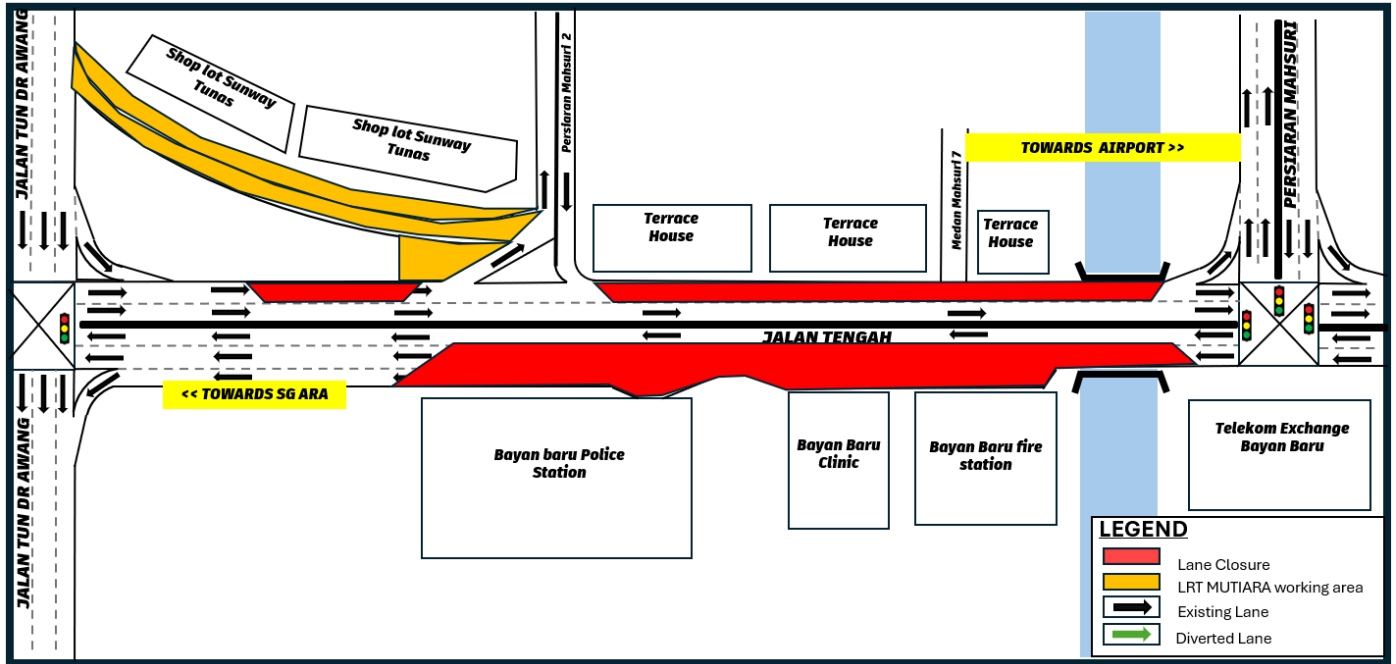 JALAN TUN DR AWANG
Shop lot Sunway
Tunas
Shop lot Sunway
Tunas
Persiaran Mahsuri 2
Terrace
House
Terrace
House
Medan Mahsuri 7
Terrace
House
TOWARDS AIRPORT >>
PERSIARAN MAHSURI
JALAN TENGAH
<< TOWARDS SG ARA
JALAN TUN DR AWANG
Bayan baru Police
Station
Bayan Baru
Clinic
Bayan Baru fire
station
Telekom Exchange
Bayan Baru
LEGEND
Lane Closure
LRT MUTIARA working area
Existing Lane
Diverted Lane